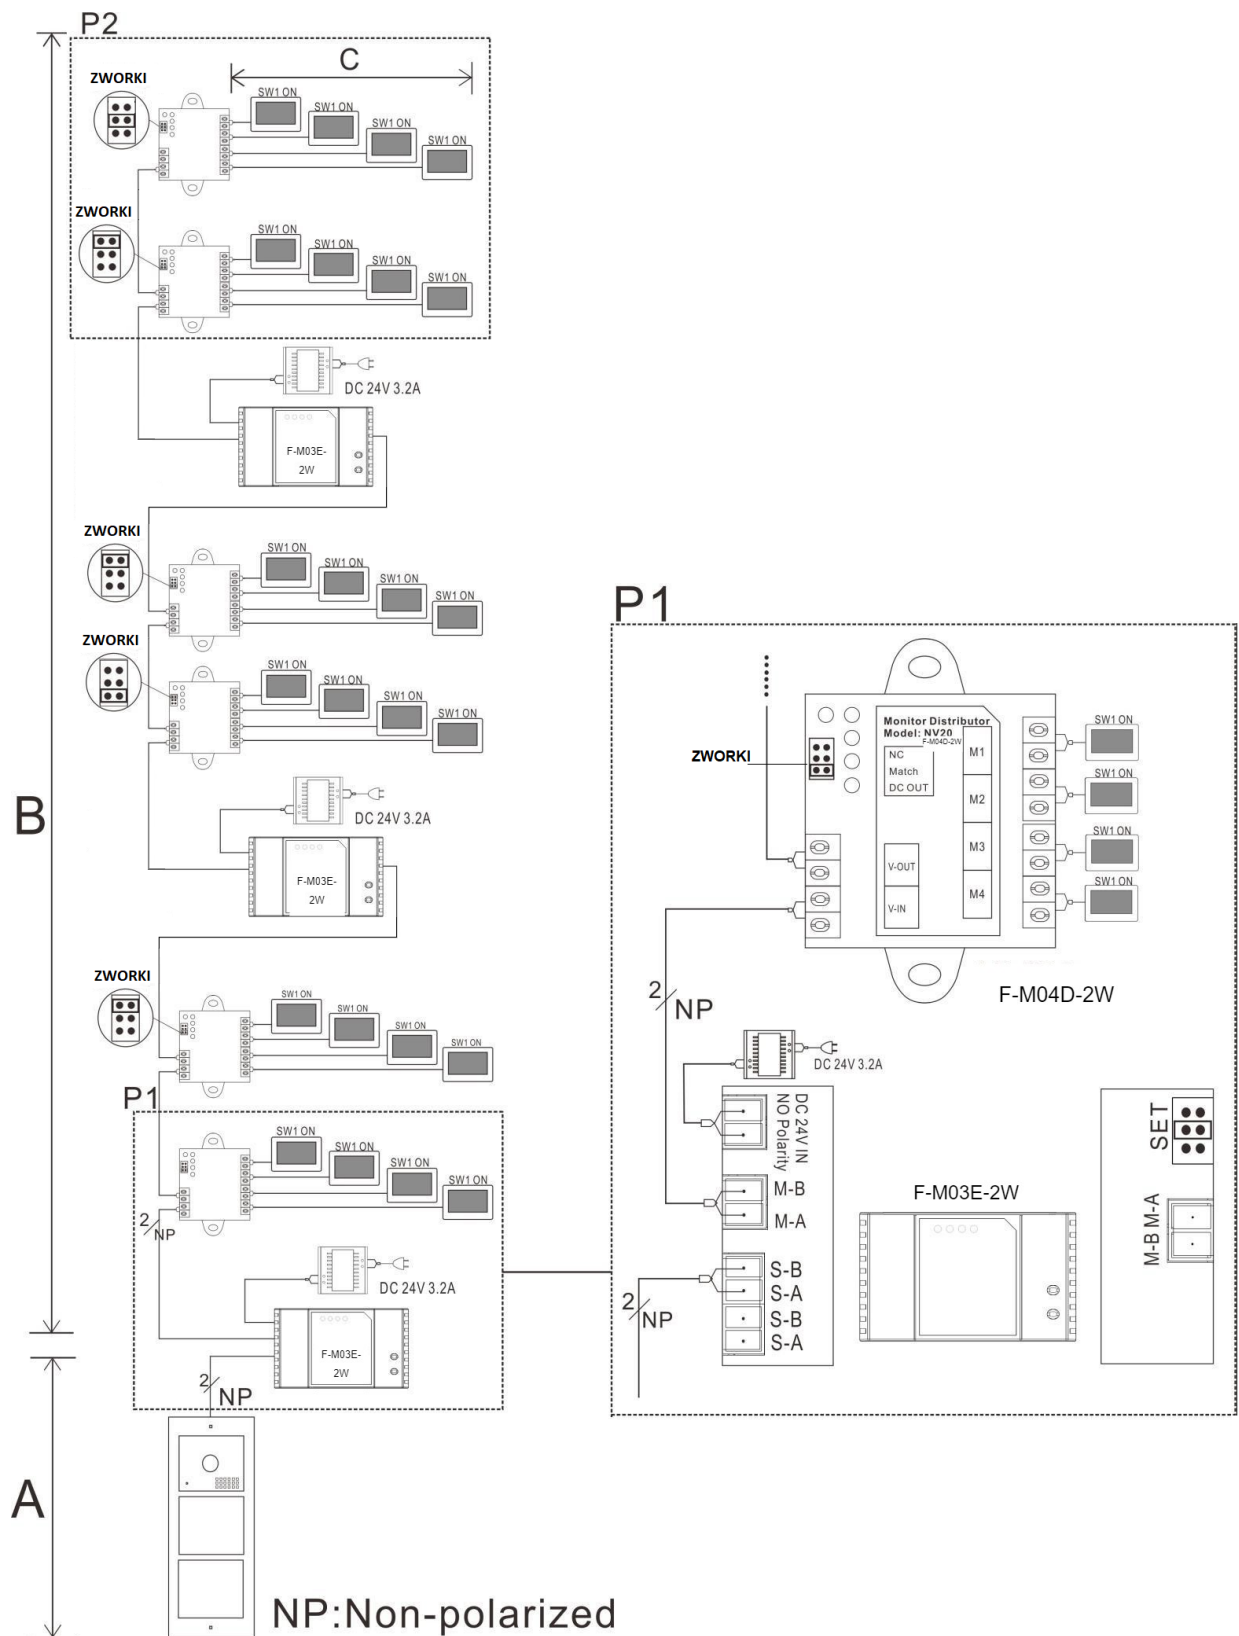 P2
C
ZWORKI
SW1 ON
SW1 ON
SW1 ON
SW1 ON
ZWORKI
SW1 ON
SW1 ON
SW1 ON
SW1 ON
DC 24V 3.2A
F-M03E-
2W
ZWORKI
SW1 ON
SW1 ON
SW1 ON
SW1 ON
ZWORKI
SW1 ON
SW1 ON
SW1 ON
SW1 ON
B
DC 24V 3.2A
F-M03E-
2W
ZWORKI
SW1 ON
SW1 ON
SW1 ON
SW1 ON
P1
SW1 ON
SW1 ON
SW1 ON
SW1 ON
2
NP
DC 24V 3.2A
F-M03E-
2W
2
NP
A
NP:Non-polarized
P1
Monitor Distributor
Model: NV20
F-M04D-2W
ZWORKI
NC
Match
DC OUT
M1
M2
M3
M4
V-OUT
V-IN
SW1 ON
SW1 ON
SW1 ON
SW1 ON
F-M04D-2W
2
NP
DC 24V 3.2A
DC 24V IN
NO Polarity
M-B
M-A
S-B
S-A
S-B
S-A
2
NP
F-M03E-2W
SET
M-B M-A